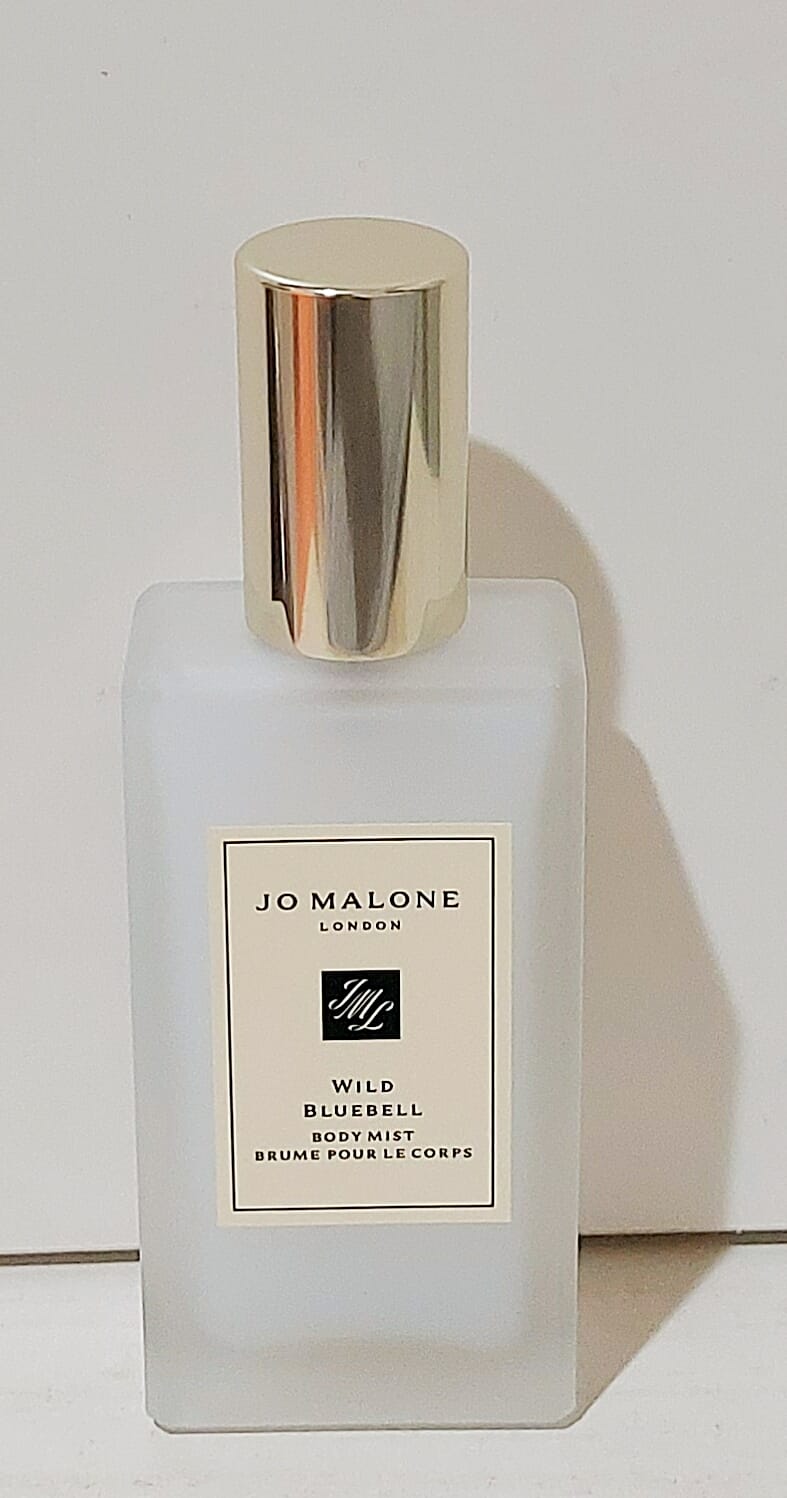 JO MALONE
LONDON
JML
WILD
BLUEBELL
BODY MIST
BRUME POUR LE CORPS